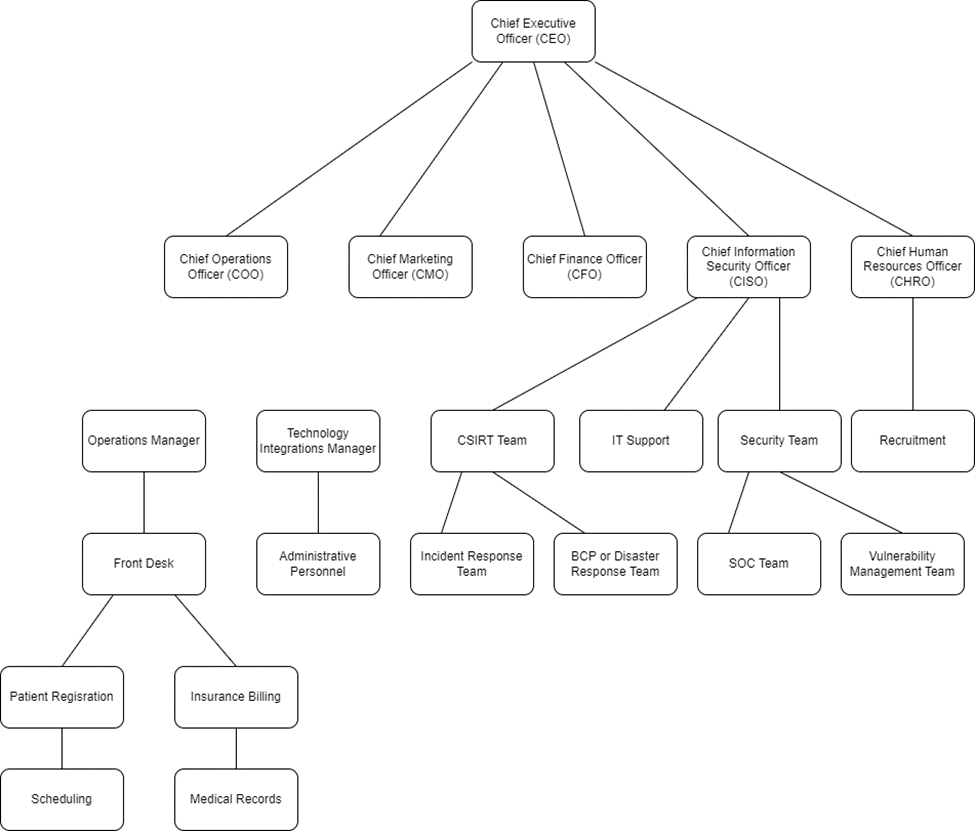 Chief Executive
Officer (CEO)
Chief Operations
Officer (COO)
Chief Marketing
Officer (CMO)
Chief Finance Officer
(CFO)
Chief Information
Security Officer
(CISO)
Chief Human
Resources Officer
(CHRO)
Operations Manager
Technology
Integrations Manager
CSIRT Team
IT Support
Security Team
Recruitment
Front Desk
Administrative
Personnel
Incident Response
Team
BCP or Disaster
Response Team
SOC Team
Vulnerability
Management Team
Patient Regisration
Insurance Billing
Scheduling
Medical Records